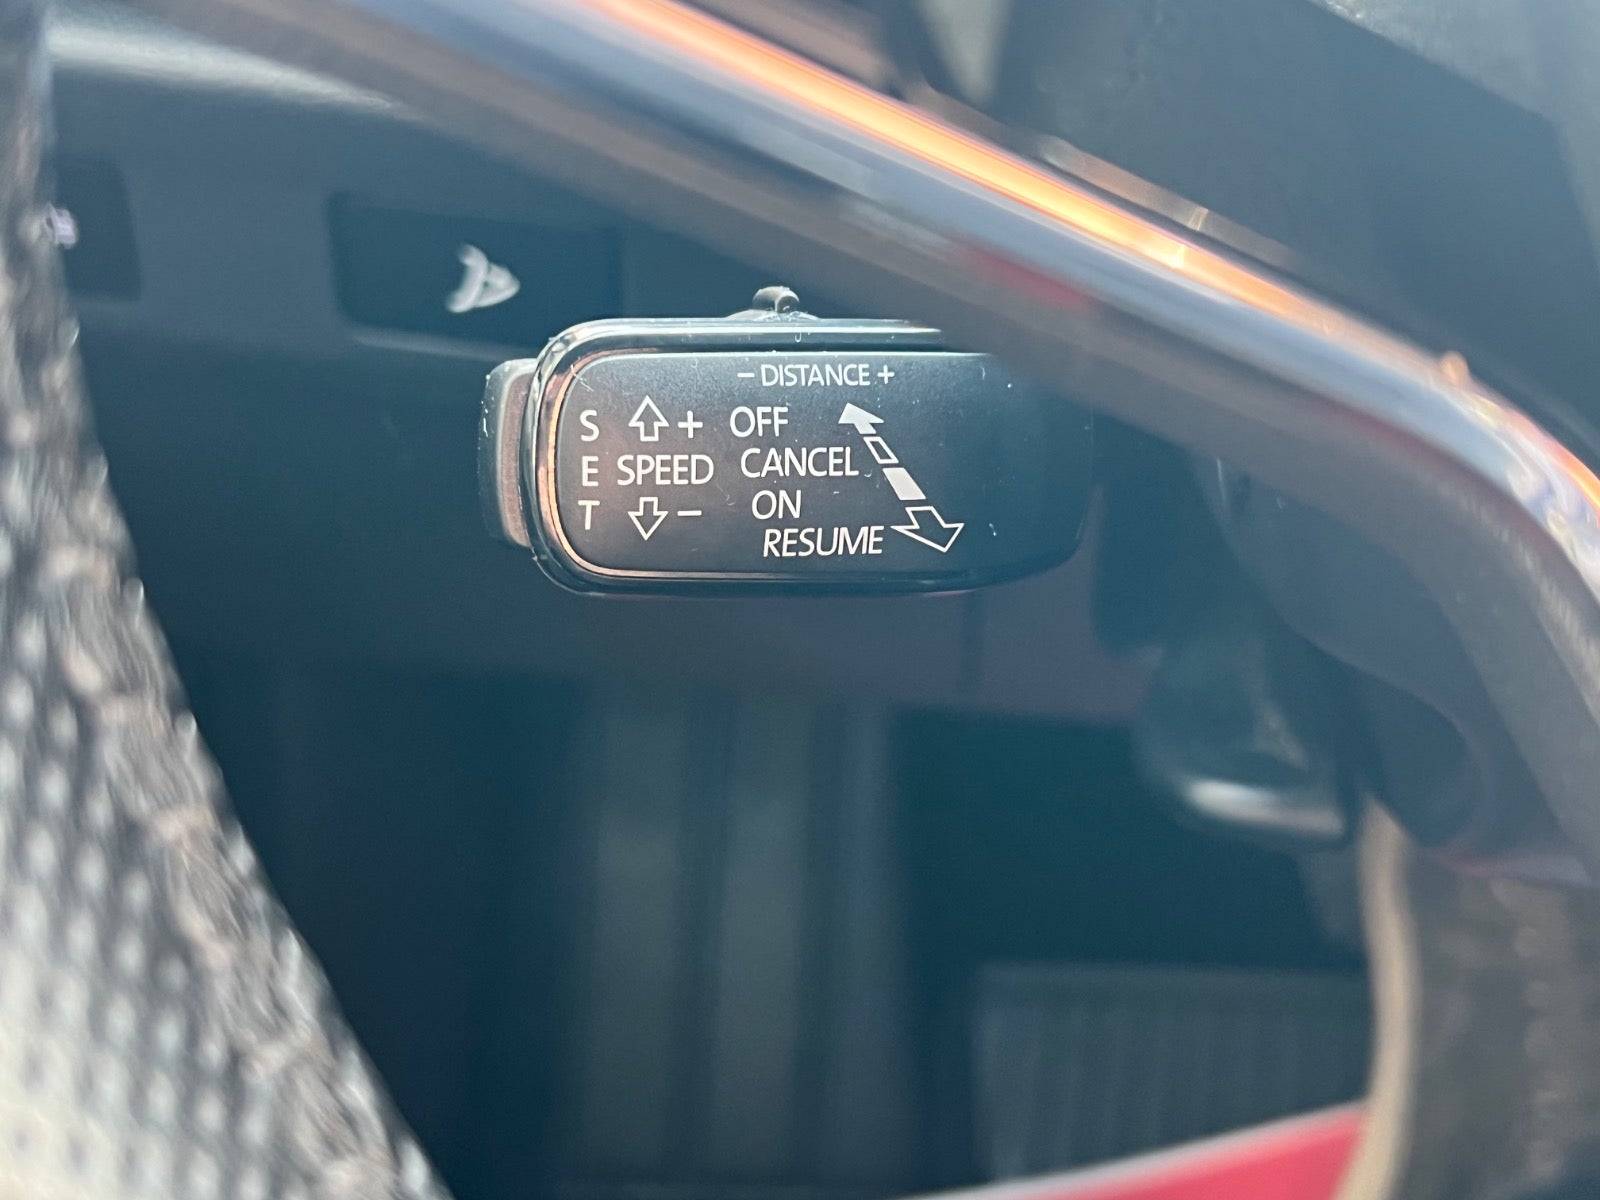 − DISTANCE +
S + OFF
E SPEED CANCEL
T − ON
RESUME